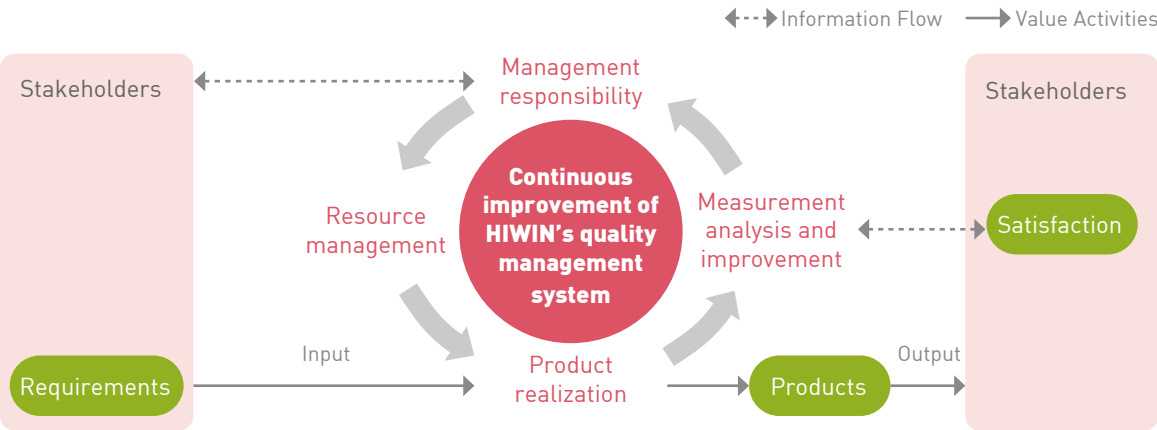 Information Flow
Value Activities
Stakeholders
Management
responsibility
Stakeholders
Continuous
improvement of
HIWIN's quality
management
system
Resource
management
Measurement
analysis and
improvement
Satisfaction
Input
Product
realization
Output
Requirements
Products